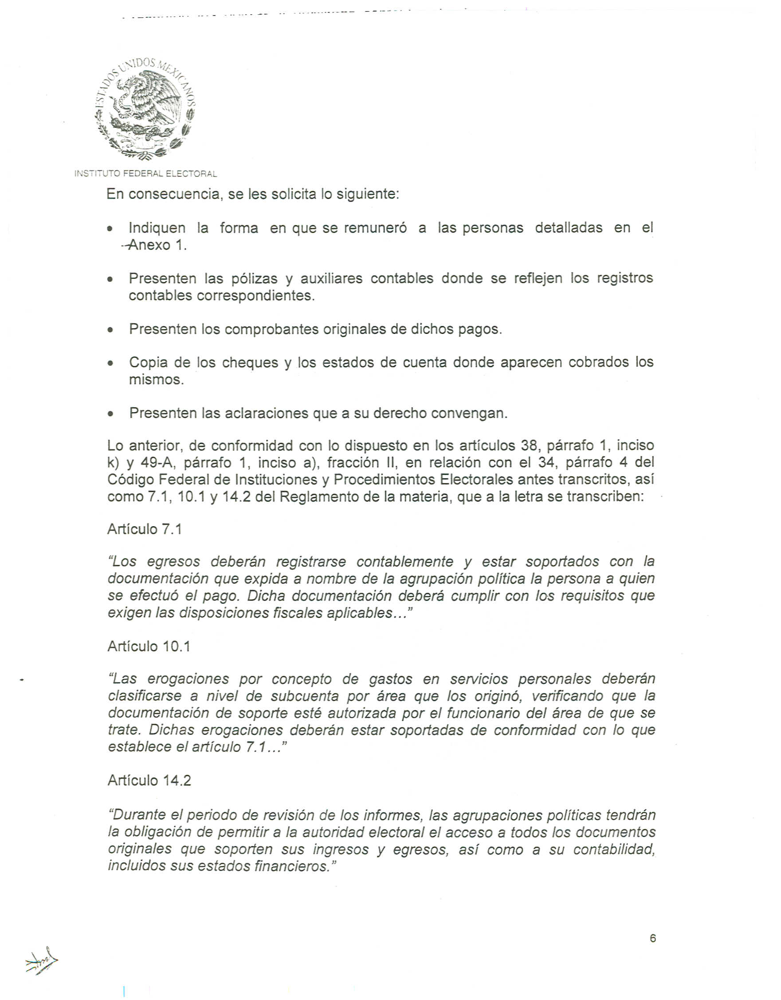 ESTADOS UNIDOS MEXICANOS
INSTITUTO FEDERAL ELECTORAL
En consecuencia, se les solicita lo siguiente:
• Indiquen la forma en que se remuneró a las personas detalladas en el
Anexo 1.
• Presenten las pólizas y auxiliares contables donde se reflejen los registros
contables correspondientes.
• Presenten los comprobantes originales de dichos pagos.
• Copia de los cheques y los estados de cuenta donde aparecen cobrados los
mismos.
• Presenten las aclaraciones que a su derecho convengan.
Lo anterior, de conformidad con lo dispuesto en los artículos 38, párrafo 1, inciso
k) y 49-A, párrafo 1, inciso a), fracción II, en relación con el 34, párrafo 4 del
Código Federal de Instituciones y Procedimientos Electorales antes transcritos, así
como 7.1, 10.1 y 14.2 del Reglamento de la materia, que a la letra se transcriben:
Artículo 7.1
“Los egresos deberán registrarse contablemente y estar soportados con la
documentación que expida a nombre de la agrupación política la persona a quien
se efectuó el pago. Dicha documentación deberá cumplir con los requisitos que
exigen las disposiciones fiscales aplicables...”
Artículo 10.1
“Las erogaciones por concepto de gastos en servicios personales deberán
clasificarse a nivel de subcuenta por área que los originó, verificando que la
documentación de soporte esté autorizada por el funcionario del área de que se
trate. Dichas erogaciones deberán estar soportadas de conformidad con lo que
establece el artículo 7.1...”
Artículo 14.2
“Durante el periodo de revisión de los informes, las agrupaciones políticas tendrán
la obligación de permitir a la autoridad electoral el acceso a todos los documentos
originales que soporten sus ingresos y egresos, así como a su contabilidad,
incluidos sus estados financieros.”
6